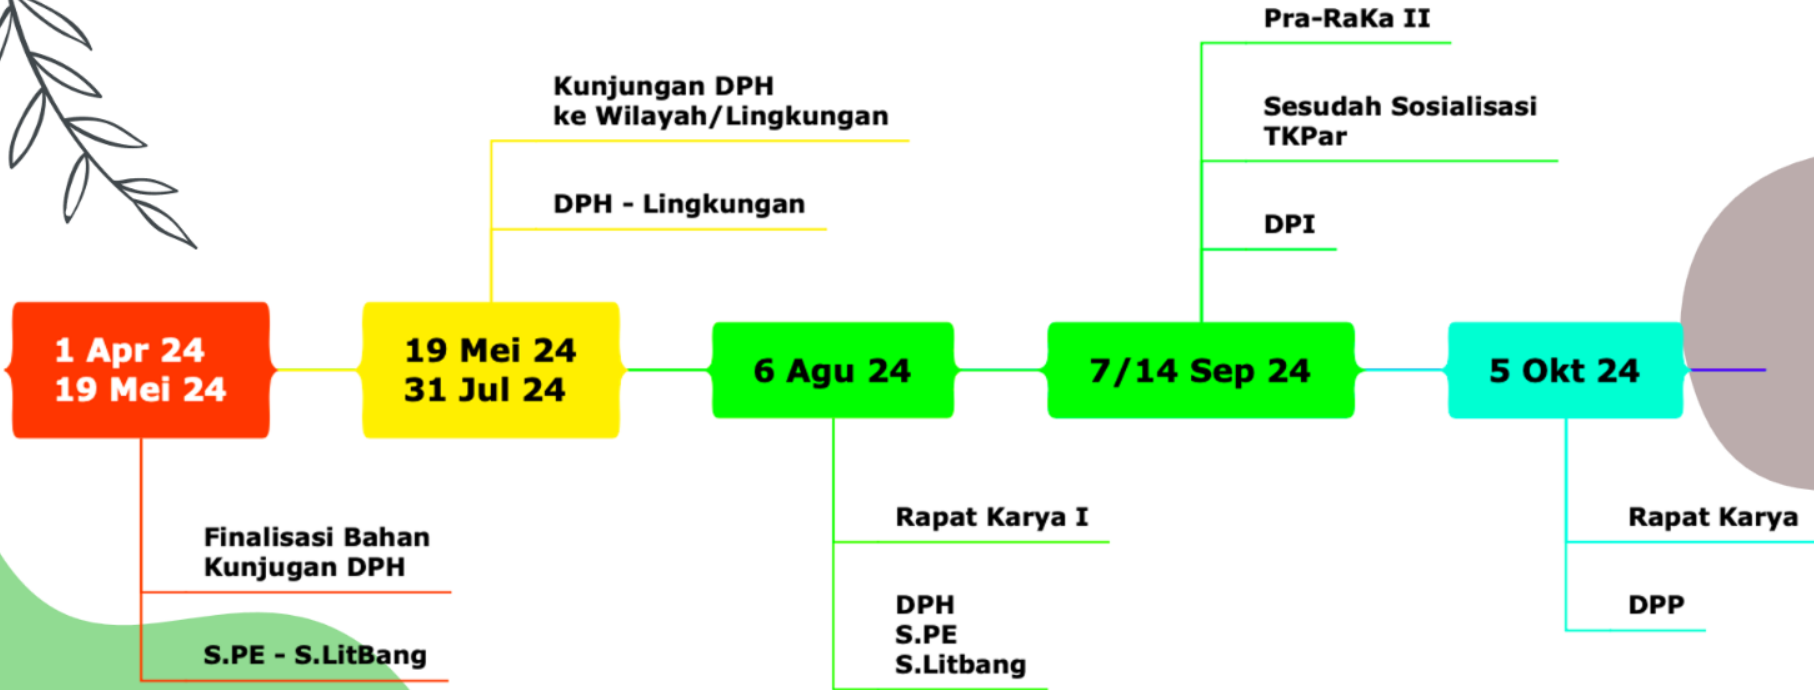 Pra-RaKa II
Sesudah Sosialisasi
TKPar
DPI
Kunjungan DPH
ke Wilayah/Lingkungan
DPH - Lingkungan
1 Apr 24
19 Mei 24
19 Mei 24
31 Jul 24
6 Agu 24
7/14 Sep 24
5 Okt 24
Finalisasi Bahan
Kunjugan DPH
S.PE - S.LitBang
Rapat Karya I
DPH
S.PE
S.Litbang
Rapat Karya
DPP